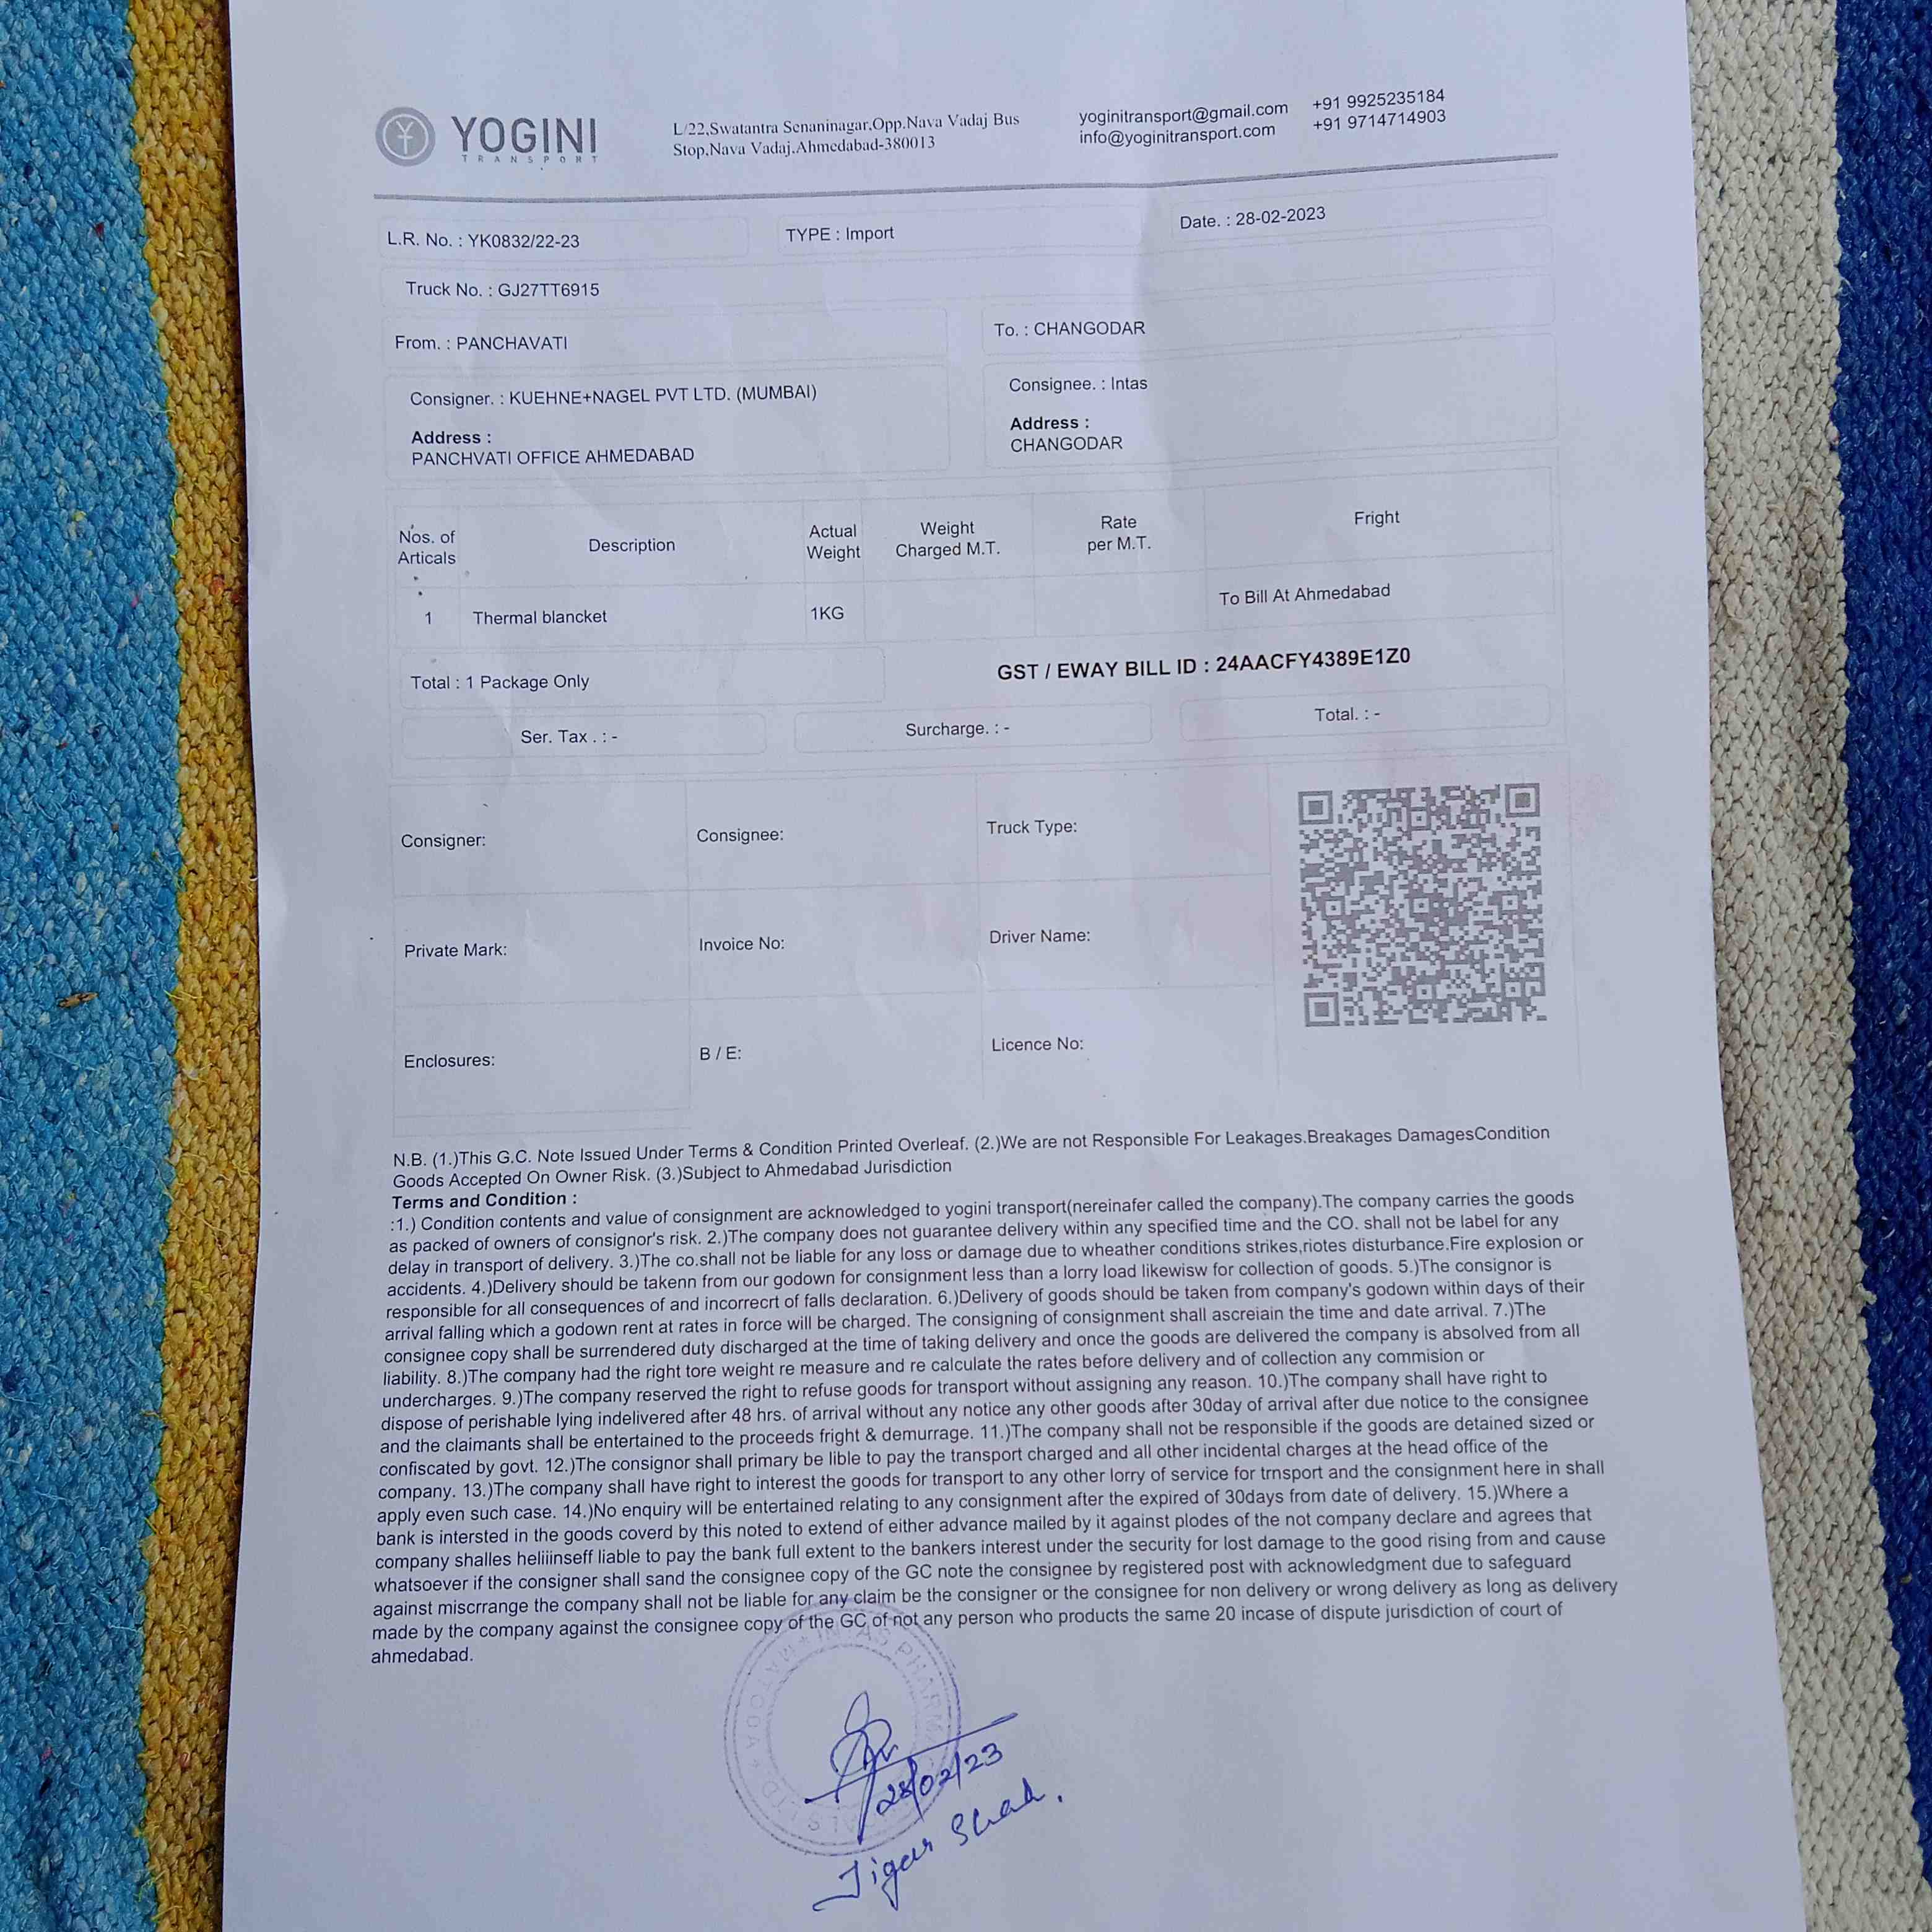 YOGINI
TRANSPORT
L/22,Swatantra Senaninagar,Opp.Nava Vadaj Bus
Stop,Nava Vadaj.Ahmedabad-380013
yoginitransport@gmail.com
info@yoginitransport.com
+91 9925235184
+91 9714714903
L.R. No. : YK0832/22-23
TYPE : Import
Date. : 28-02-2023
Truck No. : GJ27TT6915
From. : PANCHAVATI
To. : CHANGODAR
Consigner. : KUEHNE+NAGEL PVT LTD. (MUMBAI)
Address :
PANCHVATI OFFICE AHMEDABAD
Consignee. : Intas
Address :
CHANGODAR
Nos. of
Articals
Description
Actual
Weight
Weight
Charged M.T.
Rate
per M.T.
Fright
1 Thermal blancket 1KG To Bill At Ahmedabad
Total : 1 Package Only
GST / EWAY BILL ID : 24AACFY4389E1Z0
Ser. Tax . : -
Surcharge. : -
Total. : -
Consigner:
Consignee:
Truck Type:
Private Mark:
Invoice No:
Driver Name:
Enclosures:
B / E:
Licence No:
N.B. (1.)This G.C. Note Issued Under Terms & Condition Printed Overleaf. (2.)We are not Responsible For Leakages.Breakages DamagesCondition
Goods Accepted On Owner Risk. (3.)Subject to Ahmedabad Jurisdiction
Terms and Condition :
:1.) Condition contents and value of consignment are acknowledged to yogini transport(nereinafer called the company).The company carries the goods
as packed of owners of consignor's risk. 2.)The company does not guarantee delivery within any specified time and the CO. shall not be label for any
delay in transport of delivery. 3.)The co.shall not be liable for any loss or damage due to wheather conditions strikes,riotes disturbance.Fire explosion or
accidents. 4.)Delivery should be takenn from our godown for consignment less than a lorry load likewisw for collection of goods. 5.)The consignor is
responsible for all consequences of and incorrecrt of falls declaration. 6.)Delivery of goods should be taken from company's godown within days of their
arrival falling which a godown rent at rates in force will be charged. The consigning of consignment shall ascreiain the time and date arrival. 7.)The
consignee copy shall be surrendered duty discharged at the time of taking delivery and once the goods are delivered the company is absolved from all
liability. 8.)The company had the right tore weight re measure and re calculate the rates before delivery and of collection any commision or
undercharges. 9.)The company reserved the right to refuse goods for transport without assigning any reason. 10.)The company shall have right to
dispose of perishable lying indelivered after 48 hrs. of arrival without any notice any other goods after 30day of arrival after due notice to the consignee
and the claimants shall be entertained to the proceeds fright & demurrage. 11.)The company shall not be responsible if the goods are detained sized or
confiscated by govt. 12.)The consignor shall primary be lible to pay the transport charged and all other incidental charges at the head office of the
company. 13.)The company shall have right to interest the goods for transport to any other lorry of service for trnsport and the consignment here in shall
apply even such case. 14.)No enquiry will be entertained relating to any consignment after the expired of 30days from date of delivery. 15.)Where a
bank is intersted in the goods coverd by this noted to extend of either advance mailed by it against plodes of the not company declare and agrees that
company shalles heliiinseff liable to pay the bank full extent to the bankers interest under the security for lost damage to the good rising from and cause
whatsoever if the consigner shall sand the consignee copy of the GC note the consignee by registered post with acknowledgment due to safeguard
against miscrrange the company shall not be liable for any claim be the consigner or the consignee for non delivery or wrong delivery as long as delivery
made by the company against the consignee copy of the GC of not any person who products the same 20 incase of dispute jurisdiction of court of
ahmedabad.
28/02/23
Jigar Shah.